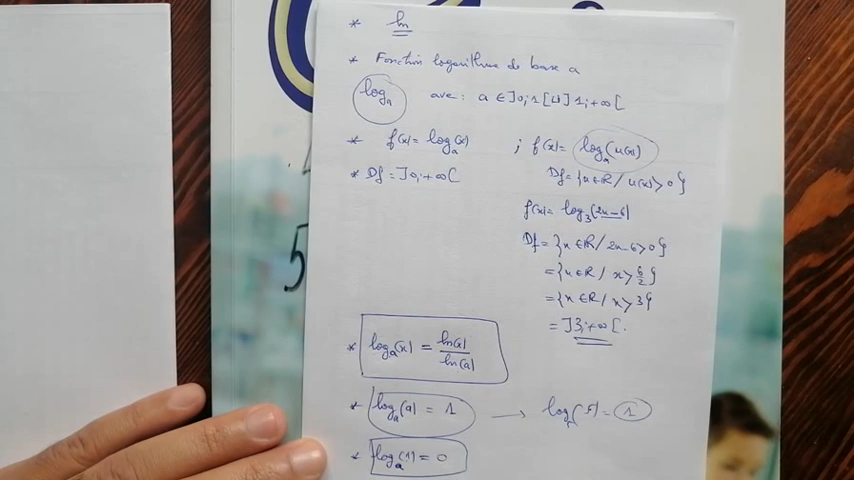 * ln
* Fonction logarithme de base a
log_a avec : a ∈ ]0;1[ ∪ ]1;+∞[
* f(x) = log_a(x) ; f(x) = log_a(u(x))
* Df = ]0;+∞[
Df = {x ∈ ℝ / u(x) > 0}
f(x) = log_3(2x-6)
Df = {x ∈ ℝ / 2x-6 > 0}
= {x ∈ ℝ / x > 6/2}
= {x ∈ ℝ / x > 3}
= ]3;+∞[.
* log_a(x) = ln(x)/ln(a)
* log_a(a) = 1 → log_5(5) = 1
* log_a(1) = 0
5